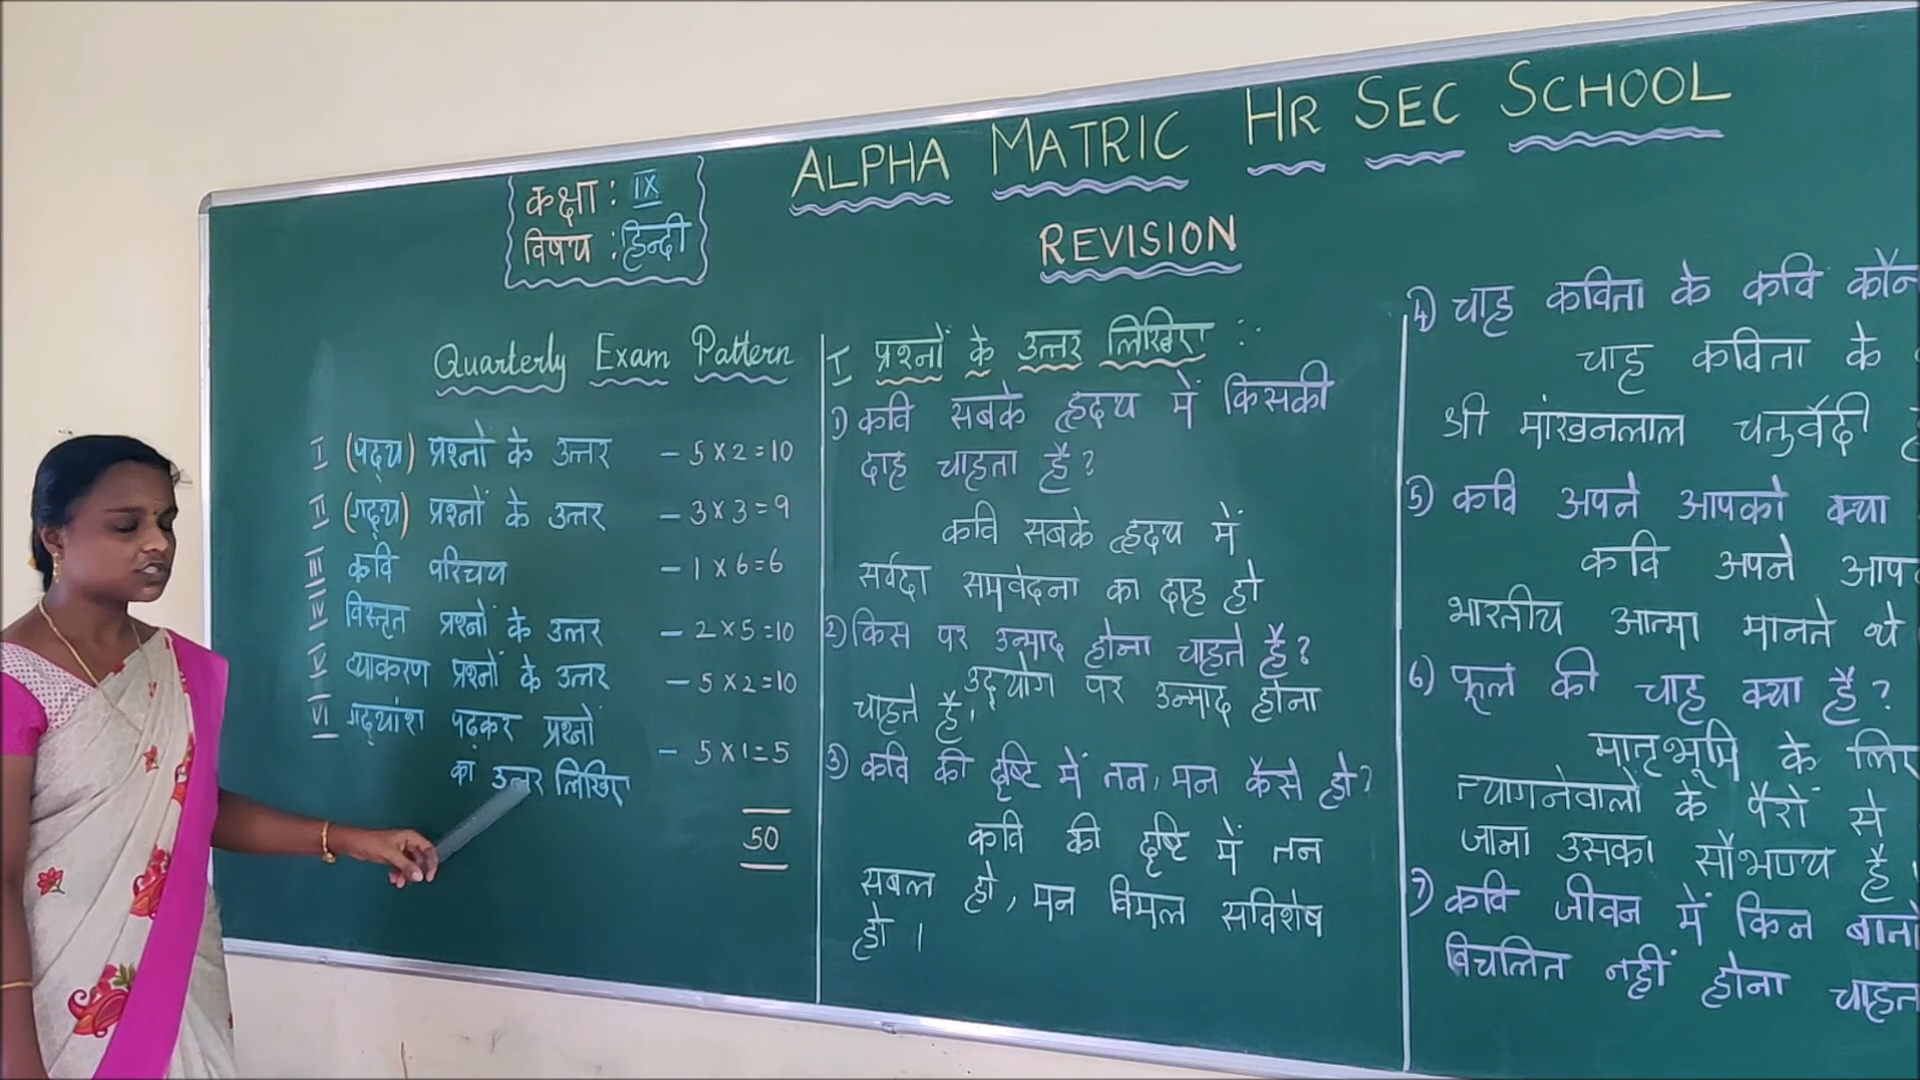 ALPHA MATRIC HR SEC SCHOOL
कक्षा : IX
विषय : हिन्दी
REVISION
Quarterly Exam Pattern
I (पद्य) प्रश्नों के उत्तर – 5 x 2 = 10
II (गद्य) प्रश्नों के उत्तर – 3 x 3 = 9
III कवि परिचय – 1 x 6 = 6
IV विस्तृत प्रश्नों के उत्तर – 2 x 5 = 10
V व्याकरण प्रश्नों के उत्तर – 5 x 2 = 10
VI गद्यांश पढ़कर प्रश्नों
का उत्तर लिखिए – 5 x 1 = 5
50
I प्रश्नों के उत्तर लिखिए :
1) कवि सबके हृदय में किसकी
दाह चाहता है?
कवि सबके हृदय में
सर्वदा समवेदना का दाह हो
2) किस पर उन्माद होना चाहते हैं?
उद्योग पर उन्माद होना
चाहते हैं।
3) कवि की दृष्टि में तन, मन कैसे हो?
कवि की दृष्टि में तन
सबल हो, मन विमल सविशेष
हो ।
4) चाह कविता के कवि कौन
चाह कविता के
श्री मांखनलाल चतुर्वेदी
5) कवि अपने आपको क्या
कवि अपने
भारतीय आत्मा मानते थे
6) फूल की चाह क्या है?
मातृभूमि के
त्यागनेवालों के पैरों से
जाना उसका सौभण्य है
7) कवि जीवन में किन
विचलित नहीं होना